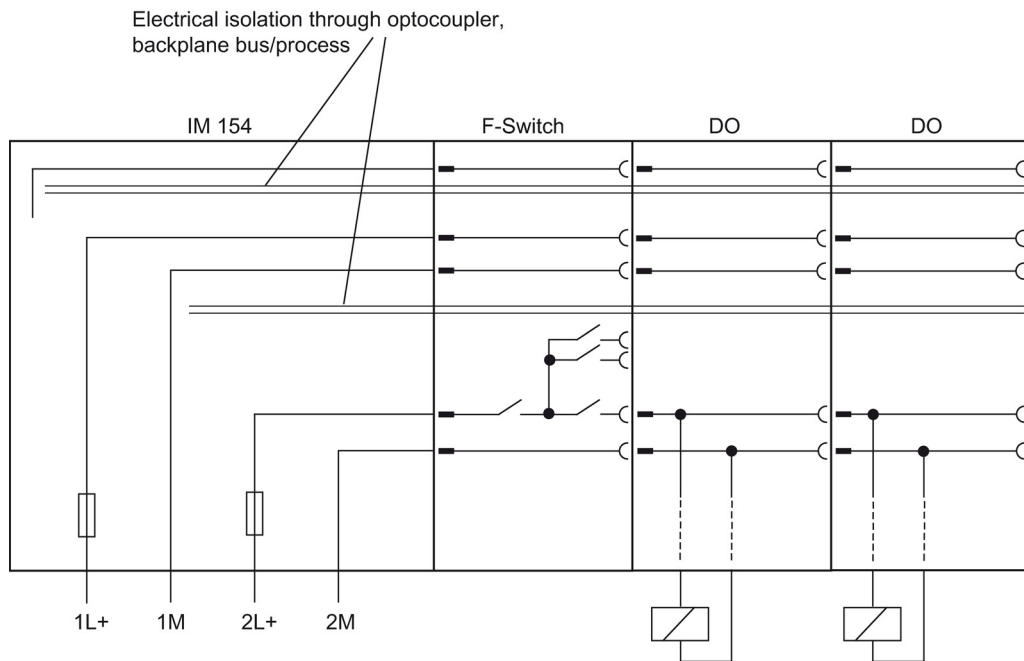 Electrical isolation through optocoupler,
backplane bus/process
IM 154
F-Switch
DO
DO
1L+
1M
2L+
2M